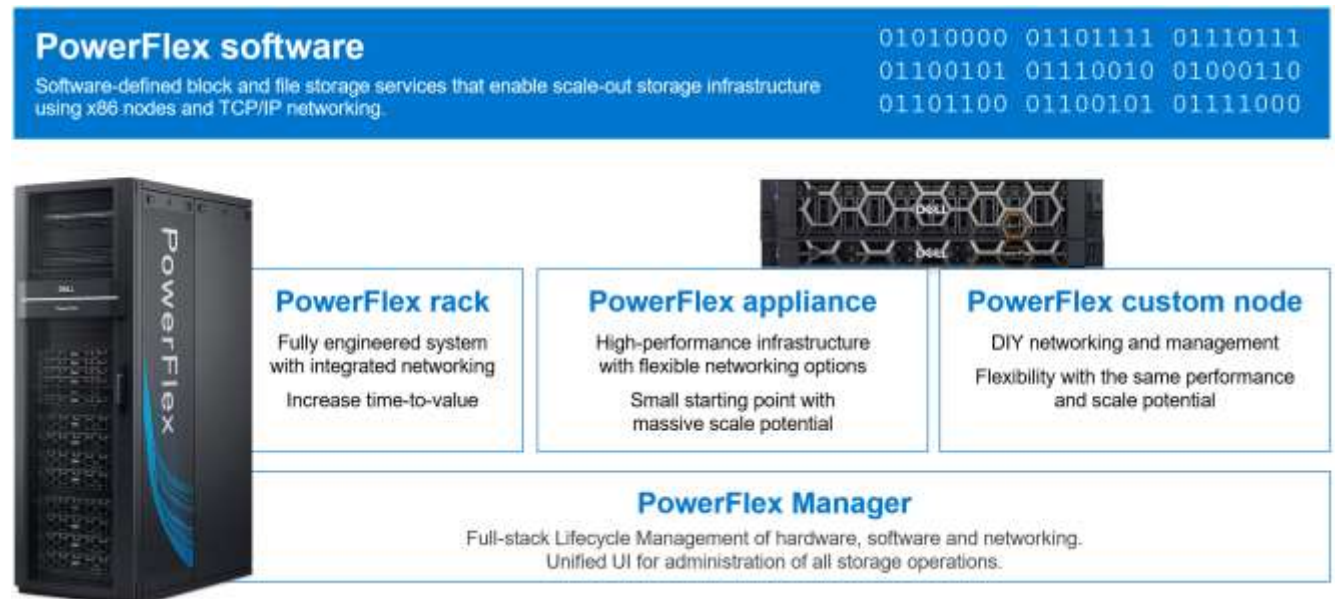 PowerFlex software
Software-defined block and file storage services that enable scale-out storage infrastructure
using x86 nodes and TCP/IP networking.
01010000 01101111 01110111
01100101 01110010 01000110
01101100 01100101 01111000
DELL
PowerFlex
DELL
DELL
PowerFlex rack
Fully engineered system
with integrated networking
Increase time-to-value
PowerFlex appliance
High-performance infrastructure
with flexible networking options
Small starting point with
massive scale potential
PowerFlex custom node
DIY networking and management
Flexibility with the same performance
and scale potential
PowerFlex Manager
Full-stack Lifecycle Management of hardware, software and networking.
Unified UI for administration of all storage operations.